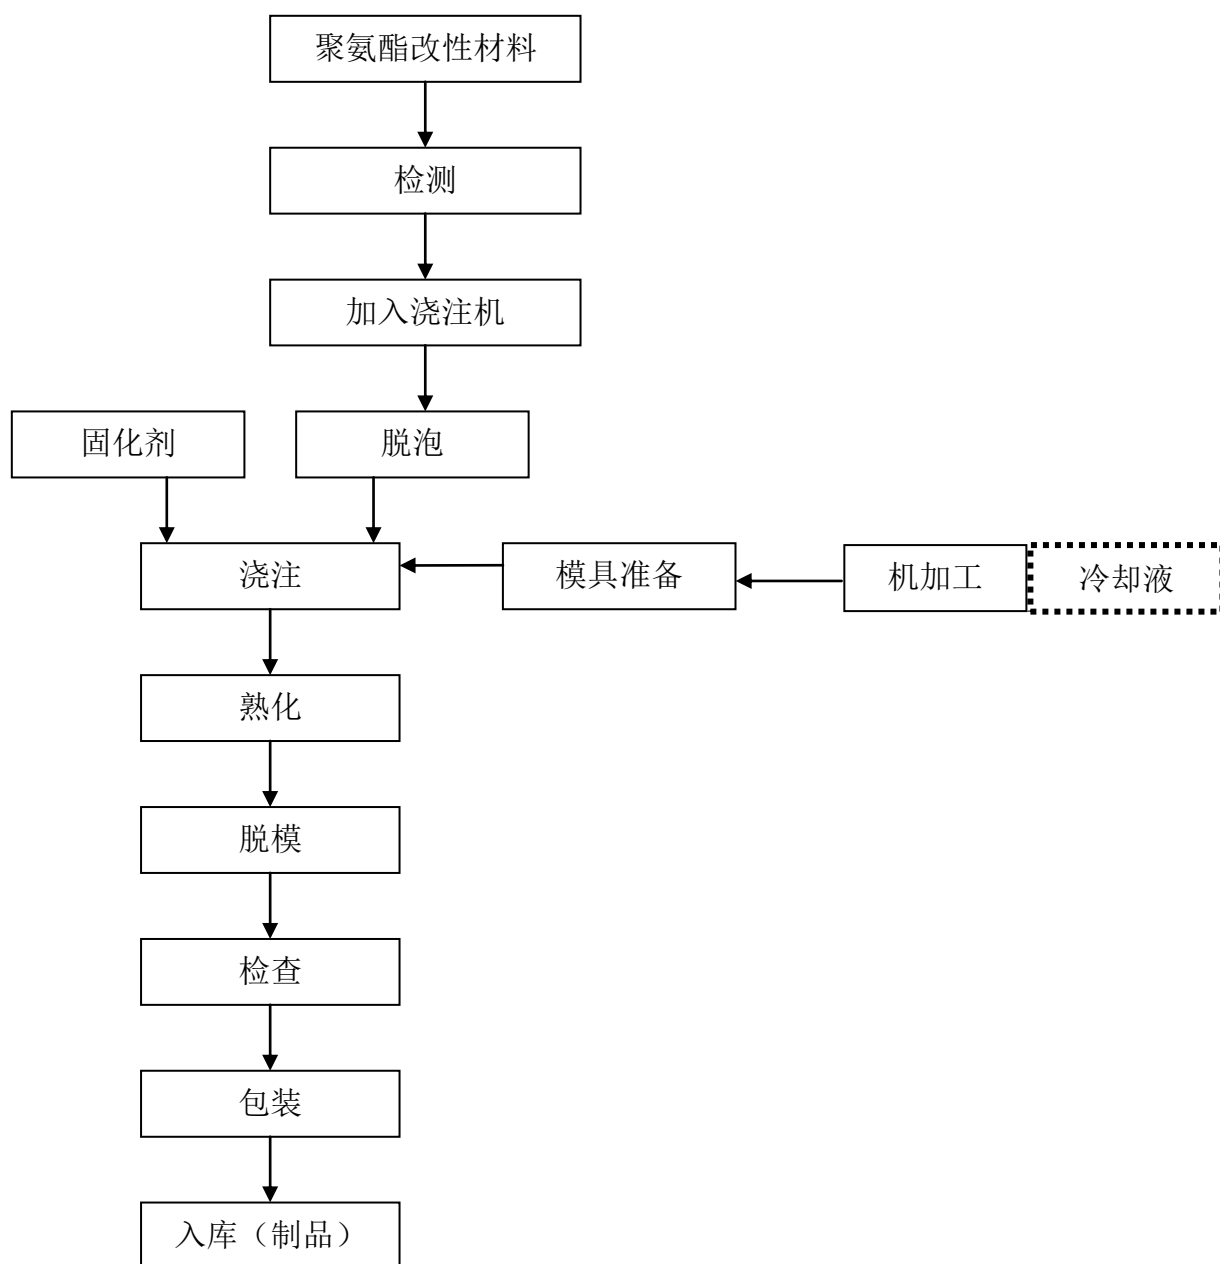 聚氨酯改性材料
检测
加入浇注机
固化剂
脱泡
浇注
模具准备
机加工
冷却液
熟化
脱模
检查
包装
入库（制品）